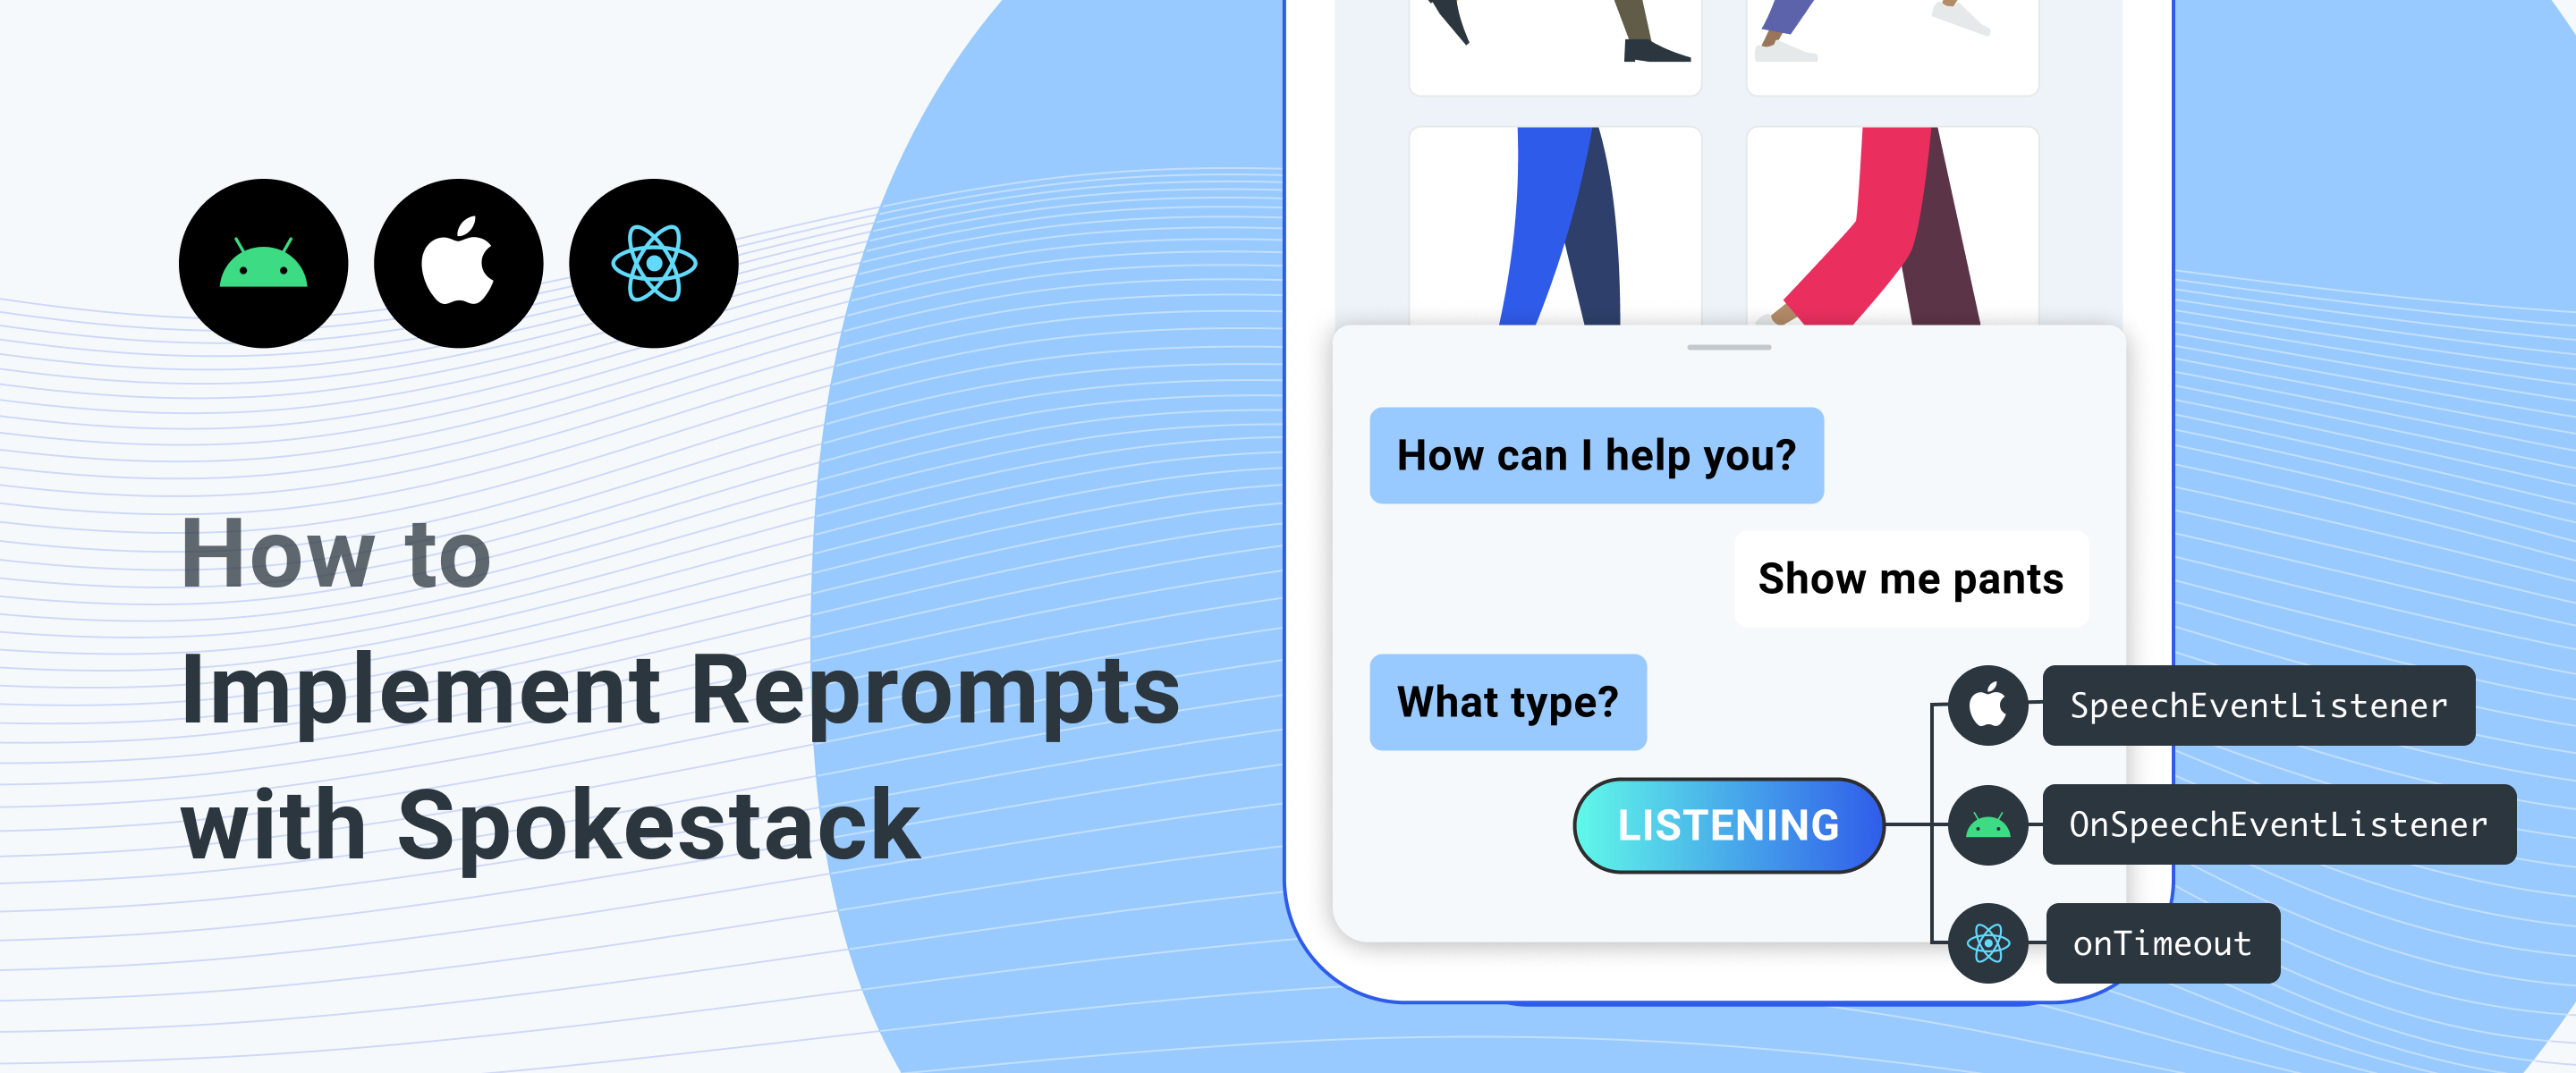 How to
Implement Reprompts
with Spokestack
How can I help you?
Show me pants
What type?
LISTENING
SpeechEventListener
OnSpeechEventListener
onTimeout